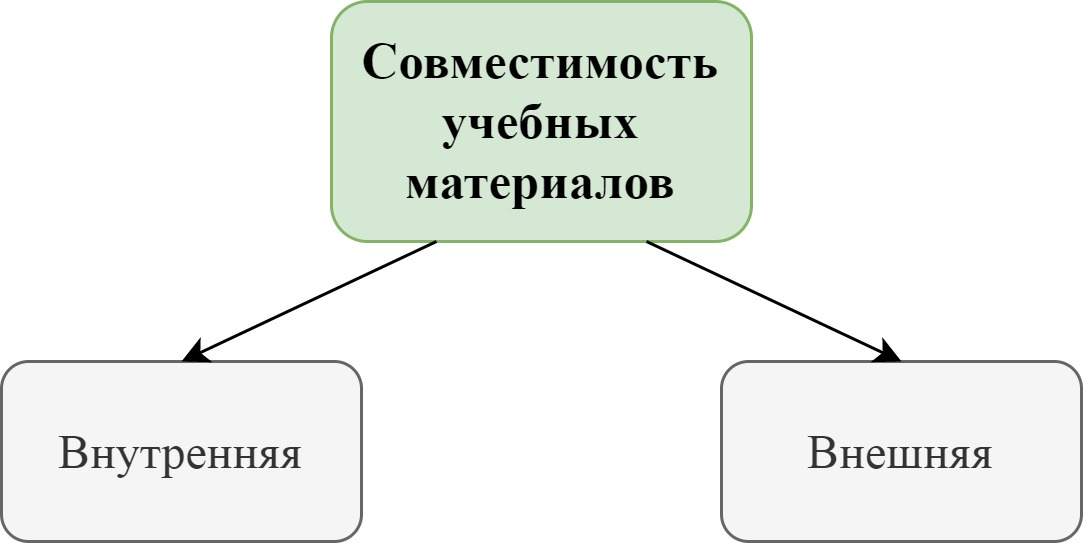 Совместимость
учебных
материалов
Внутренняя
Внешняя